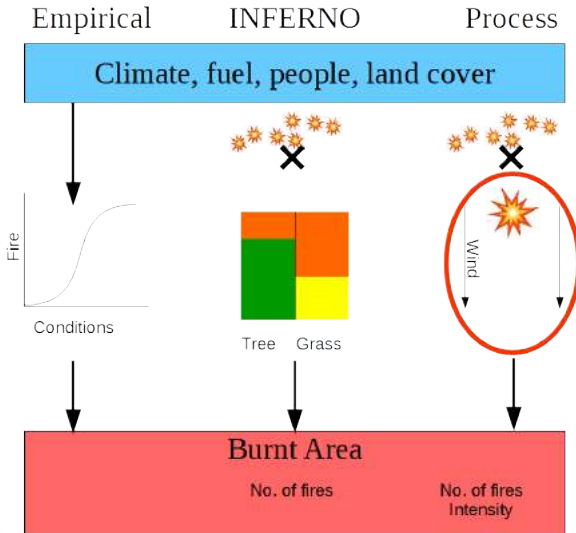 Empirical INFERNO Process
Climate, fuel, people, land cover
Fire
Conditions
Tree Grass
Wind
Burnt Area
No. of fires
No. of fires
Intensity